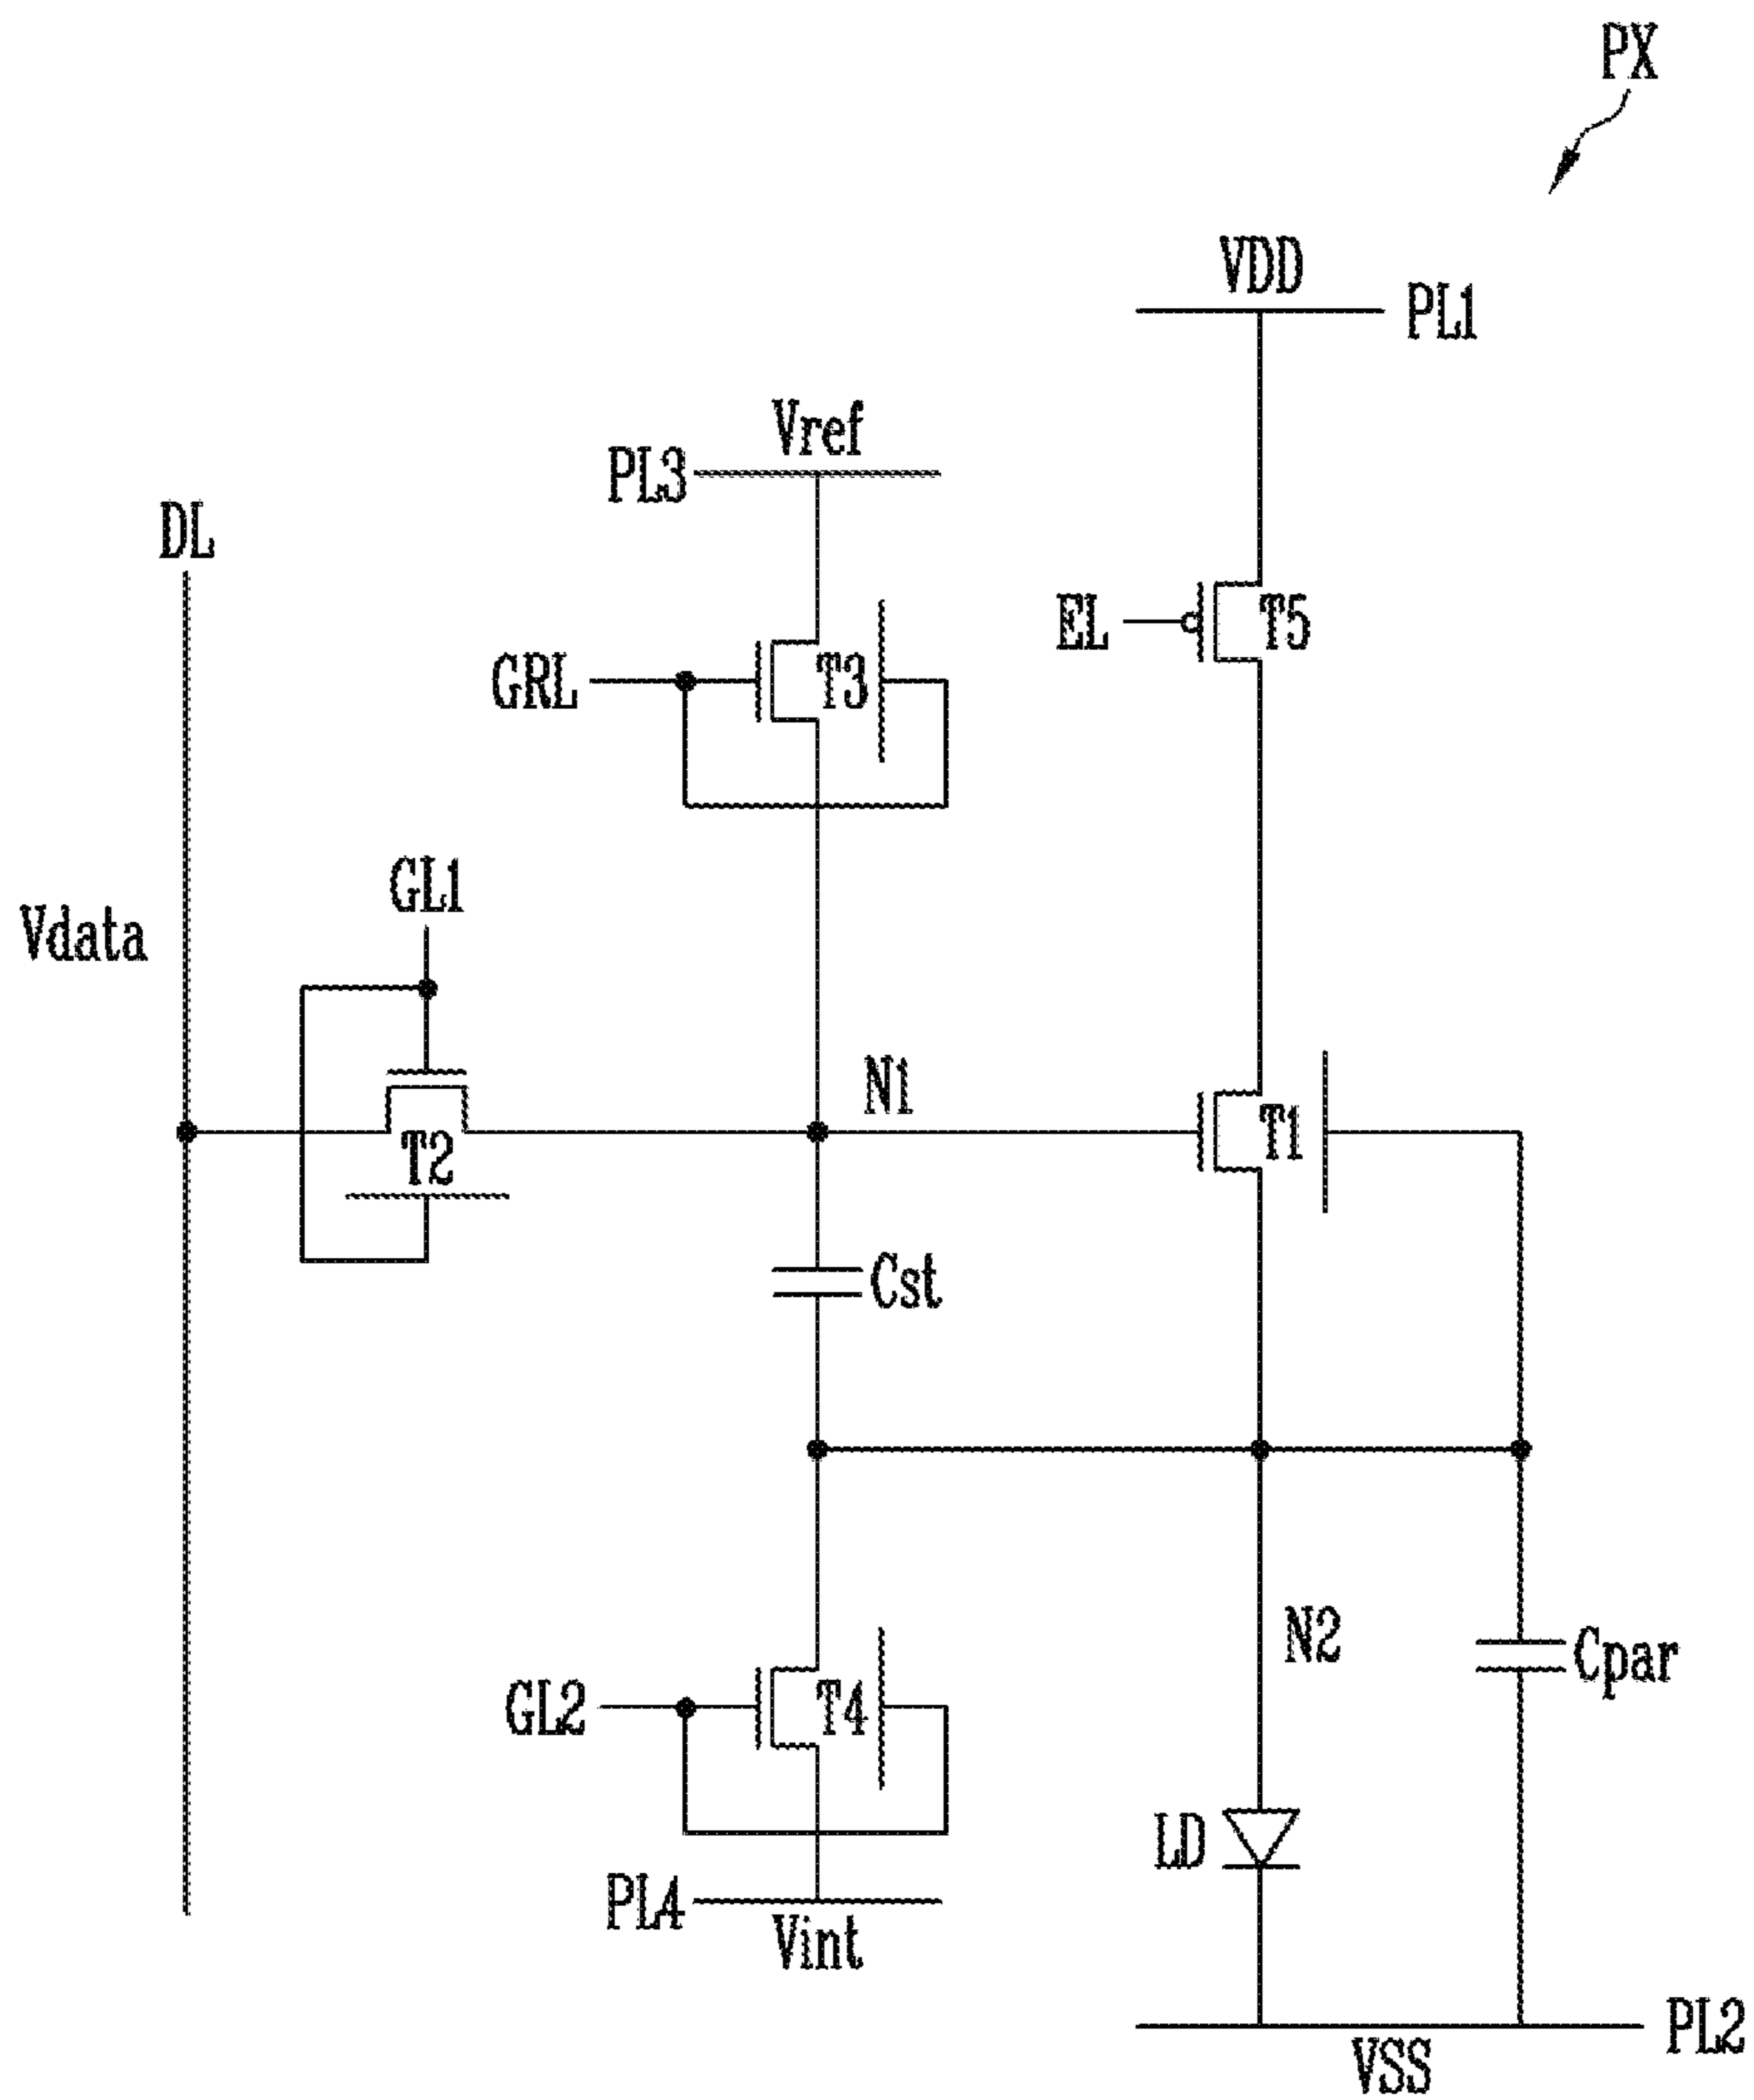 PX
VDD
PL1
Vref
PL3
DL
EL
T5
GRL
T3
GL1
Vdata
N1
T1
T2
Cst
N2
Cpar
GL2
T4
LD
PL4
Vint
PL2
VSS